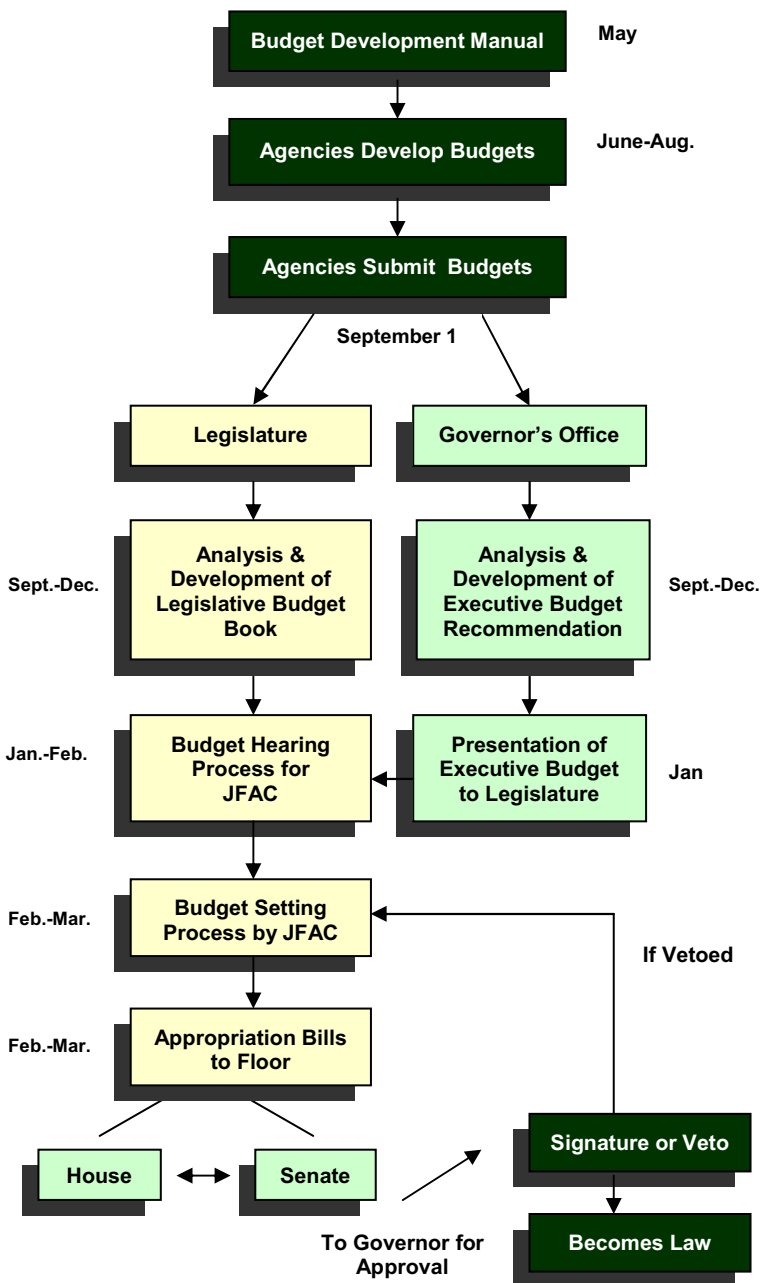 Budget Development Manual
May
Agencies Develop Budgets
June-Aug.
Agencies Submit Budgets
September 1
Legislature
Governor's Office
Sept.-Dec.
Analysis &
Development of
Legislative Budget
Book
Analysis &
Development of
Executive Budget
Recommendation
Sept.-Dec.
Jan.-Feb.
Budget Hearing
Process for
JFAC
Presentation of
Executive Budget
to Legislature
Jan
Feb.-Mar.
Budget Setting
Process by JFAC
If Vetoed
Feb.-Mar.
Appropriation Bills
to Floor
House
Senate
Signature or Veto
To Governor for
Approval
Becomes Law